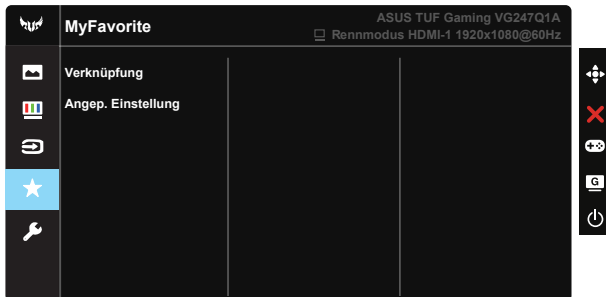 MyFavorite
ASUS TUF Gaming VG247Q1A
Rennmodus HDMI-1 1920x1080@60Hz
Verknüpfung
Angep. Einstellung
G